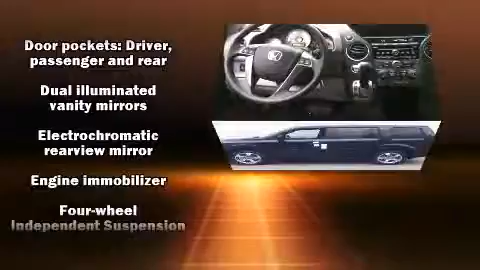 Door pockets: Driver,
passenger and rear
Dual illuminated
vanity mirrors
Electrochromatic
rearview mirror
Engine immobilizer
Four-wheel
Independent Suspension